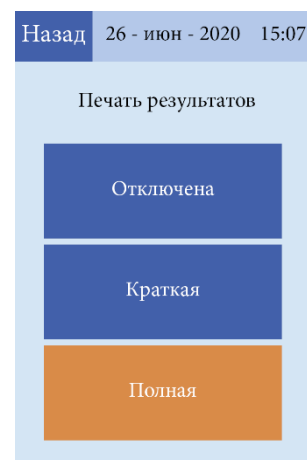 Назад 26 - июн - 2020 15:07
Печать результатов
Отключена
Краткая
Полная